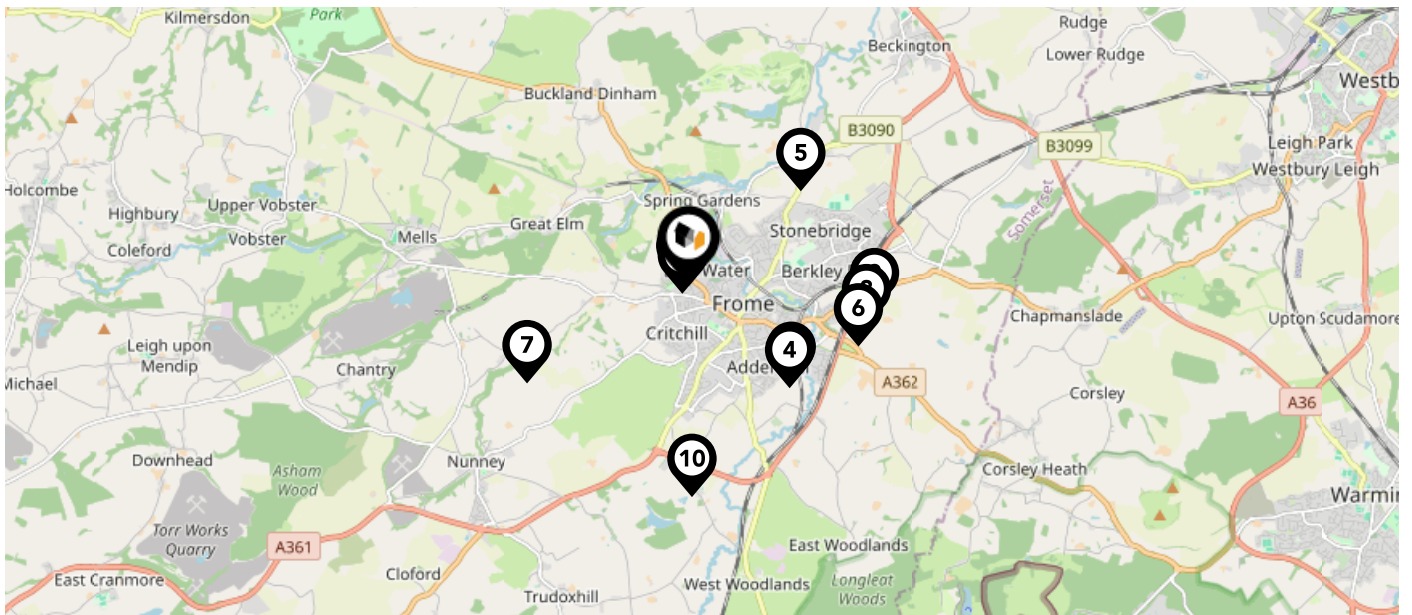 Kilmersdon
Park
Rudge
Beckington
Lower Rudge
Westb
Buckland Dinham
B3090
B3099
Leigh Park
5
Westbury Leigh
Holcombe
Upper Vobster
Spring Gardens
Highbury
Great Elm
Somerset
Stonebridge
Coleford
Vobster
Mells
Water
Berkley
Frome
6
Chapmanslade
Upton Scudamore
Critchill
7
4
Leigh upon
Mendip
Chantry
Adder
Michael
A362
Corsley
A36
Downhead
Nunney
10
Corsley Heath
Asham
Wood
Warmin
Torr Works
Quarry
A361
East Woodlands
East Cranmore
Cloford
West Woodlands
Longleat
Woods
Trudoxhill